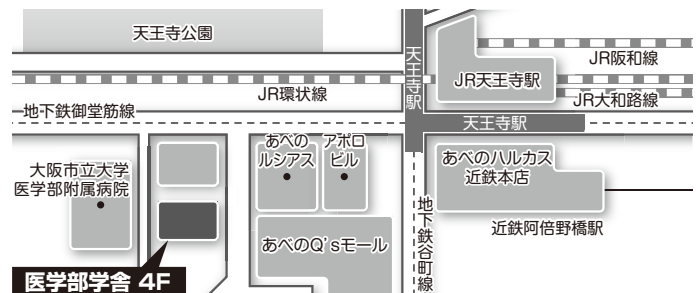 天王寺公園
JR阪和線
天王寺駅
JR天王寺駅
JR環状線
JR大和路線
地下鉄御堂筋線
天王寺駅
あべの
ルシアス
アポロ
ビル
あべのハルカス
近鉄本店
大阪市立大学
医学部附属病院
地下鉄谷町線
近鉄阿倍野橋駅
あべのQ'sモール
医学部学舎 4F